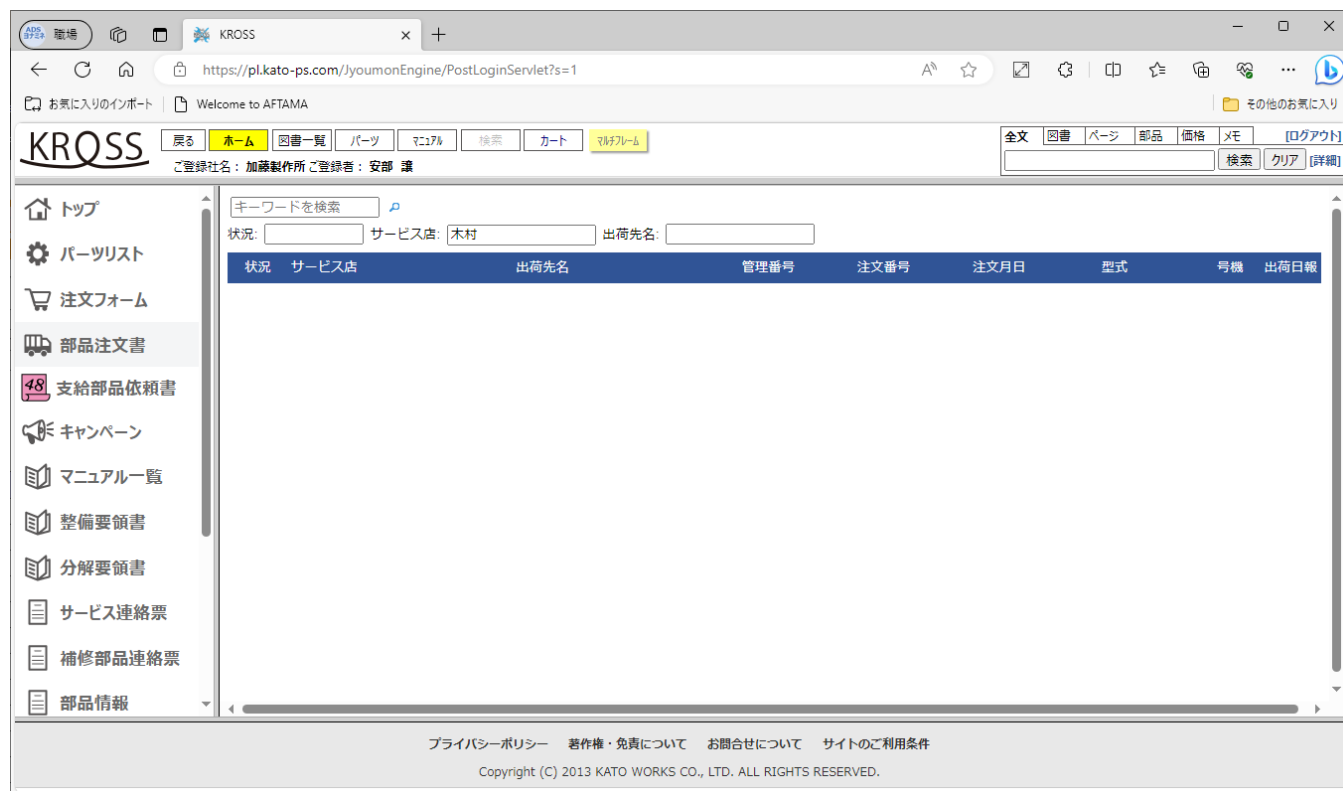 ADS ヨナミネ 職場 KROSS
https://pl.kato-ps.com/JyoumonEngine/PostLoginServlet?s=1
お気に入りのインポート Welcome to AFTAMA その他のお気に入り
KROSS 戻る ホーム 図書一覧 パーツ マニュアル 検索 カート マルチフレーム 全文 図書 ページ 部品 価格 メモ [ログアウト]
ご登録社名： 加藤製作所 ご登録者： 安部 譲 検索 クリア [詳細]
トップ
パーツリスト
注文フォーム
部品注文書
48 支給部品依頼書
キャンペーン
マニュアル一覧
整備要領書
分解要領書
サービス連絡票
補修部品連絡票
部品情報
キーワードを検索
状況: サービス店: 木村 出荷先名:
状況 サービス店 出荷先名 管理番号 注文番号 注文月日 型式 号機 出荷日報
プライバシーポリシー 著作権・免責について お問合せについて サイトのご利用条件
Copyright (C) 2013 KATO WORKS CO., LTD. ALL RIGHTS RESERVED.